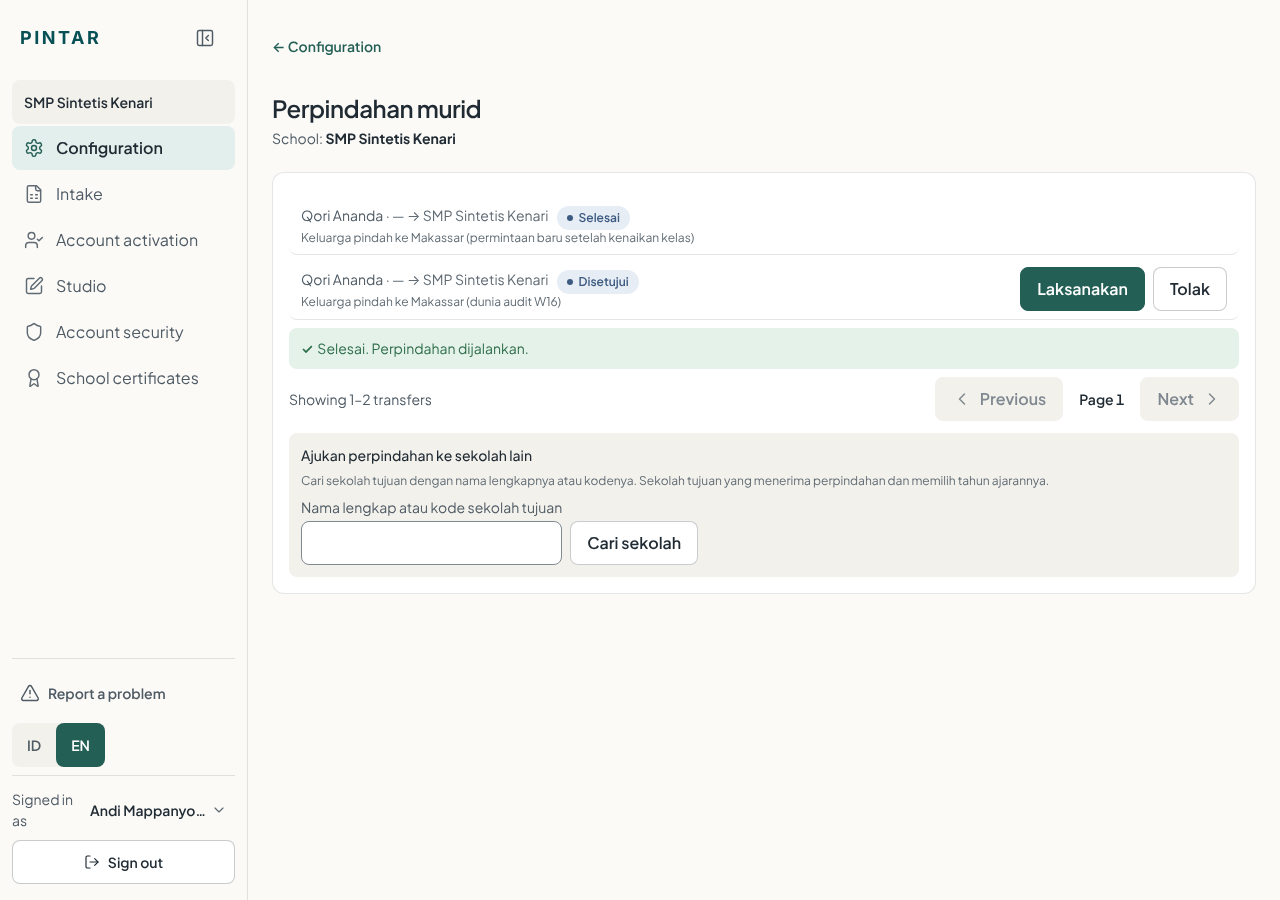 PINTAR
SMP Sintetis Kenari
Configuration
Intake
Account activation
Studio
Account security
School certificates
Report a problem
ID EN
Signed in as
Andi Mappanyo...
Sign out
← Configuration
Perpindahan murid
School: SMP Sintetis Kenari
Qori Ananda · — → SMP Sintetis Kenari • Selesai
Keluarga pindah ke Makassar (permintaan baru setelah kenaikan kelas)
Qori Ananda · — → SMP Sintetis Kenari • Disetujui
Keluarga pindah ke Makassar (dunia audit W16)
Laksanakan Tolak
✓ Selesai. Perpindahan dijalankan.
Showing 1–2 transfers
Previous Page 1 Next
Ajukan perpindahan ke sekolah lain
Cari sekolah tujuan dengan nama lengkapnya atau kodenya. Sekolah tujuan yang menerima perpindahan dan memilih tahun ajarannya.
Nama lengkap atau kode sekolah tujuan
Cari sekolah